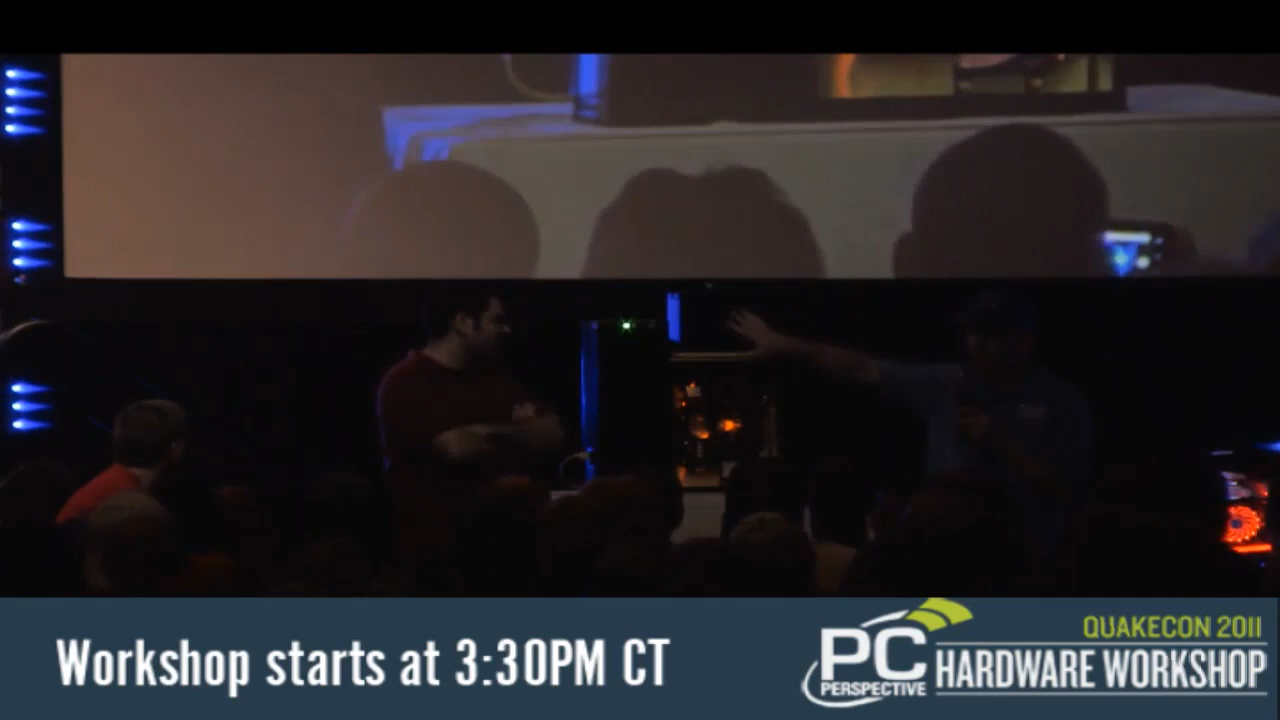 Workshop starts at 3:30PM CT
QUAKECON 2011
PC PERSPECTIVE
HARDWARE WORKSHOP